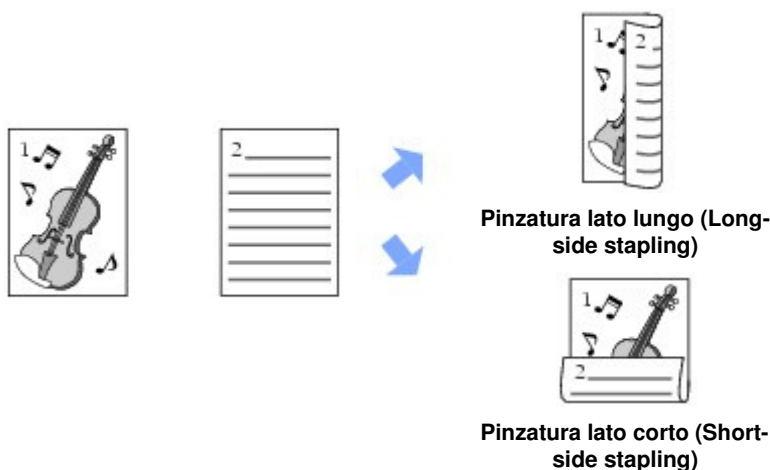 1
2
1 2
Pinzatura lato lungo (Long-
side stapling)
1
2
Pinzatura lato corto (Short-
side stapling)